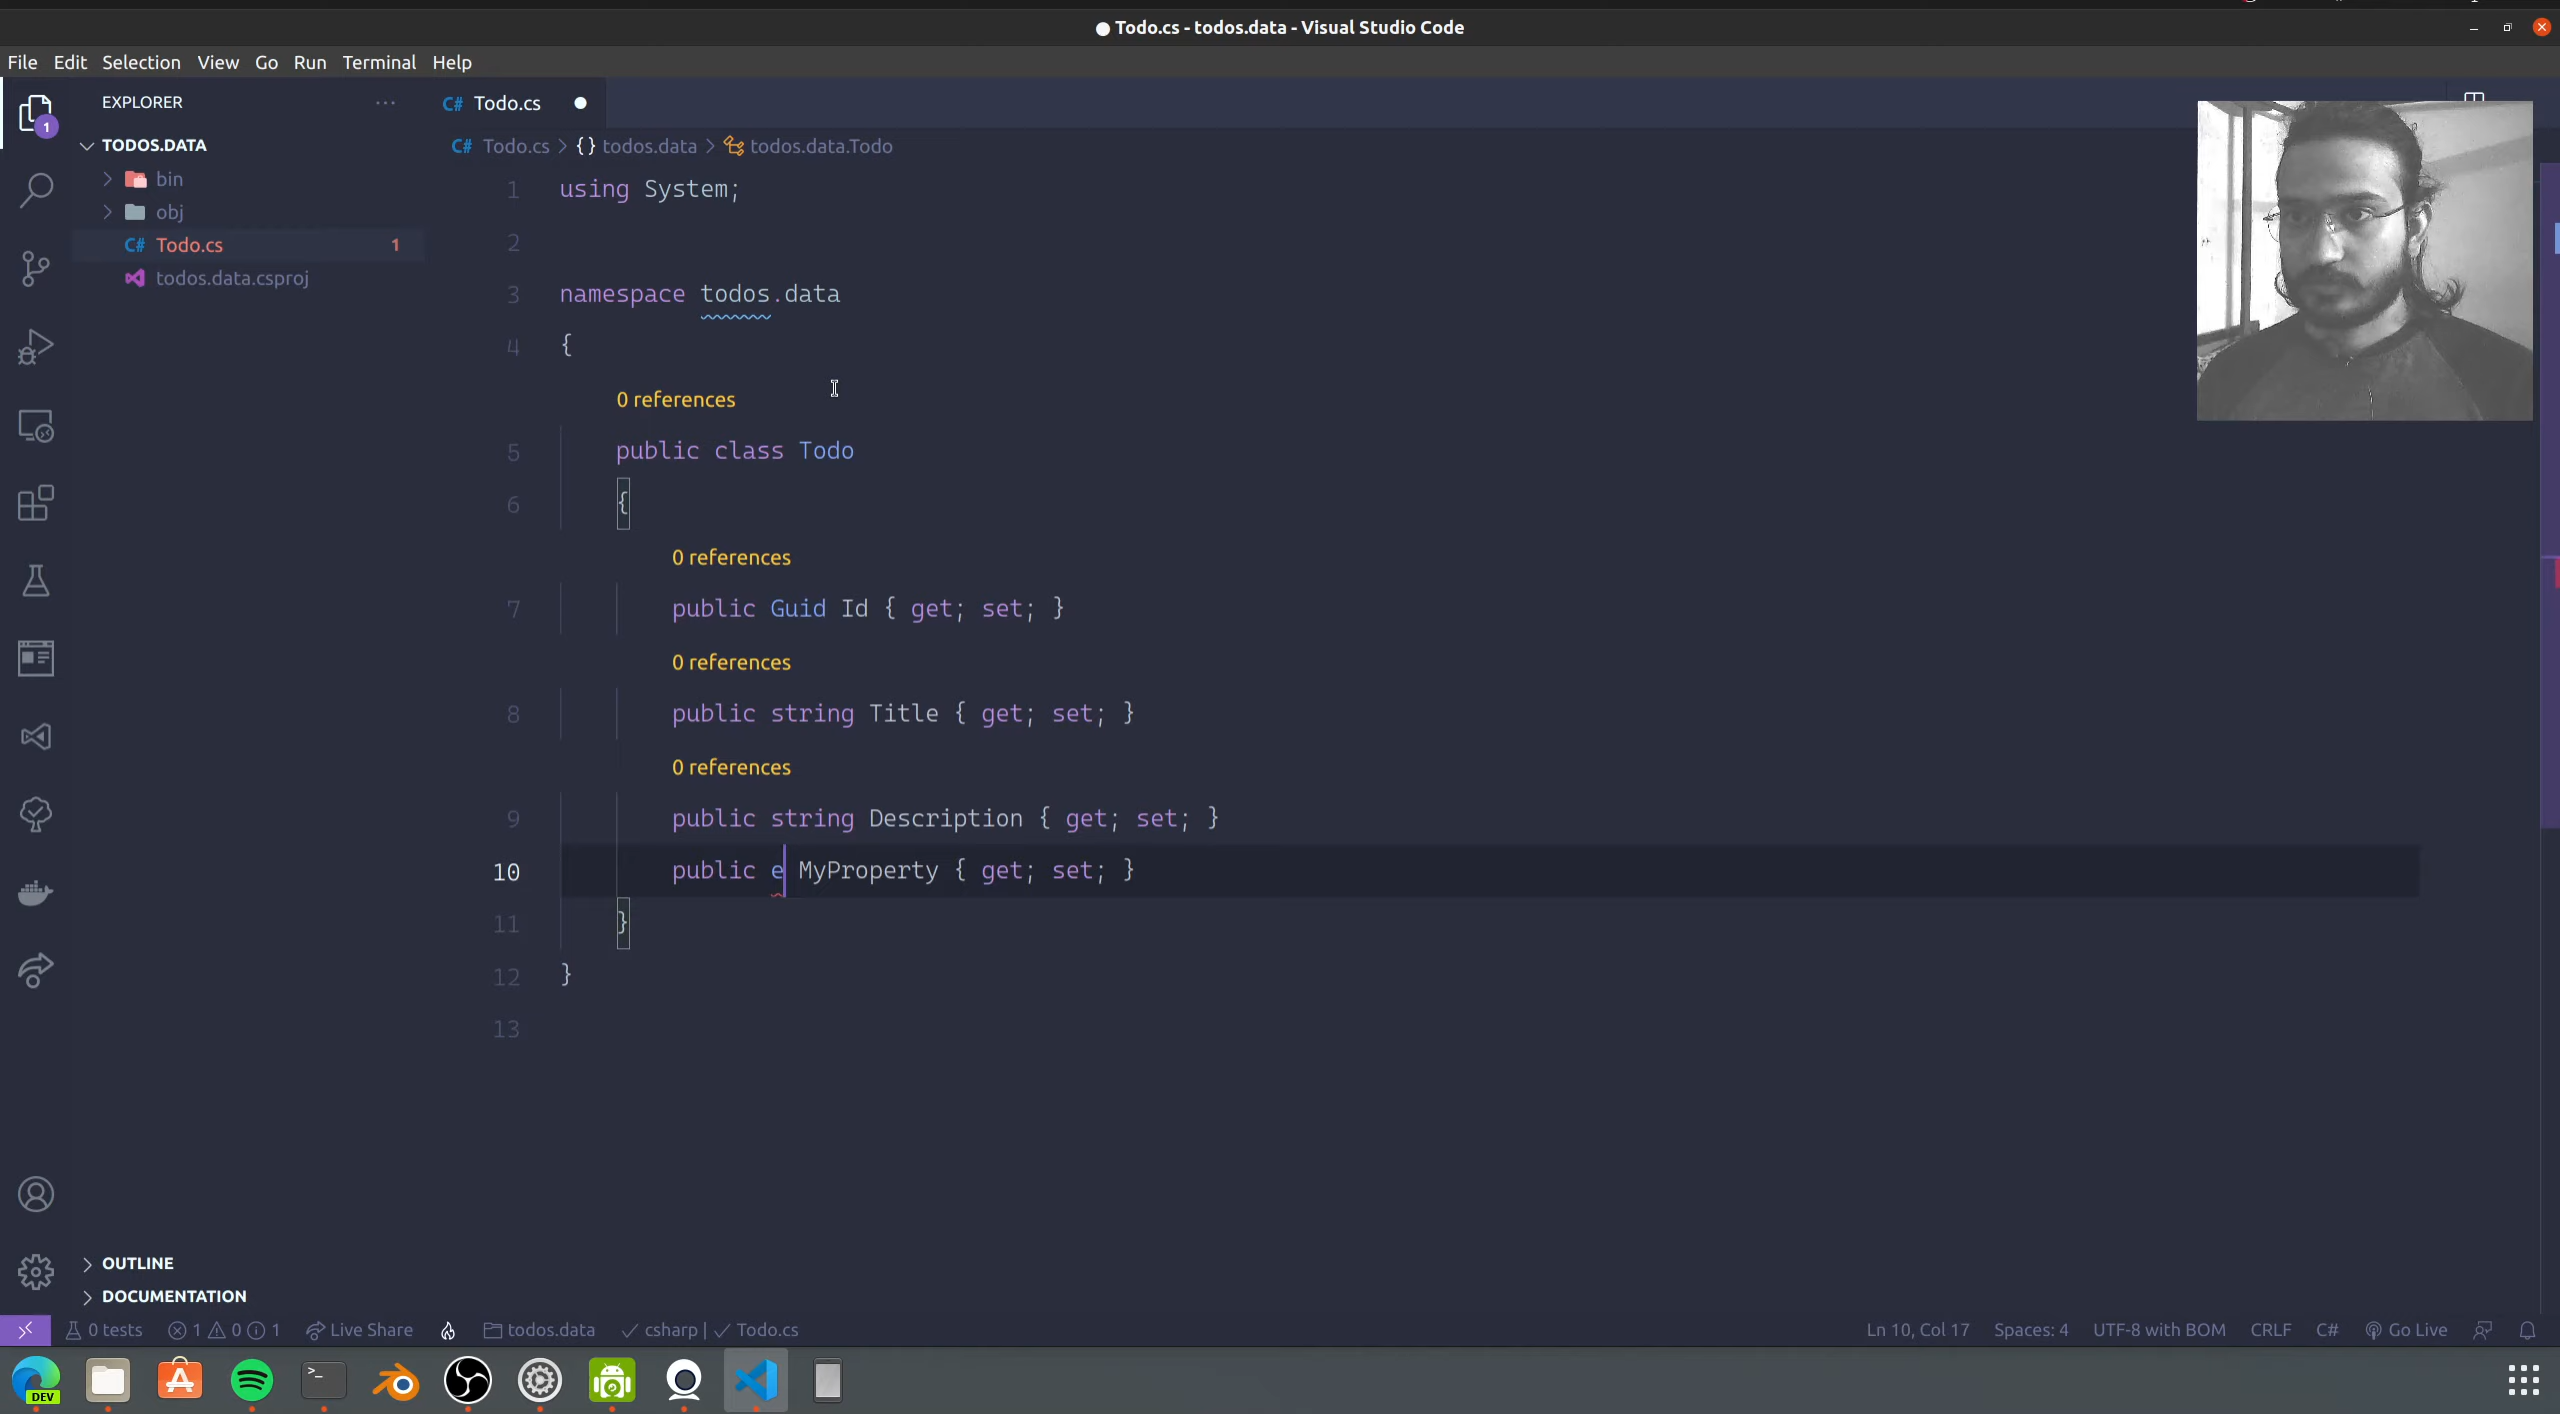 Todo.cs - todos.data - Visual Studio Code
File Edit Selection View Go Run Terminal Help
EXPLORER
TODOS.DATA
bin
obj
C# Todo.cs 1
todos.data.csproj
1
C# Todo.cs
C# Todo.cs > {} todos.data > todos.data.Todo
1 using System;
2
3 namespace todos.data
4 {
0 references
5 public class Todo
6 {
0 references
7 public Guid Id { get; set; }
0 references
8 public string Title { get; set; }
0 references
9 public string Description { get; set; }
10 public e MyProperty { get; set; }
11 }
12 }
13
OUTLINE
DOCUMENTATION
0 tests 1 0 1 Live Share todos.data csharp | Todo.cs
Ln 10, Col 17 Spaces: 4 UTF-8 with BOM CRLF C# Go Live
DEV